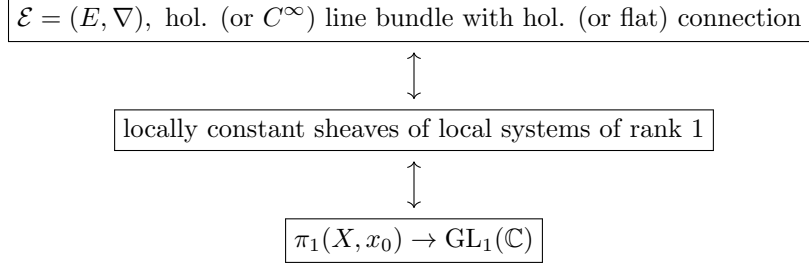 ℰ = (E, ∇), hol. (or C^∞) line bundle with hol. (or flat) connection
locally constant sheaves of local systems of rank 1
π₁(X, x₀) → GL₁(ℂ)